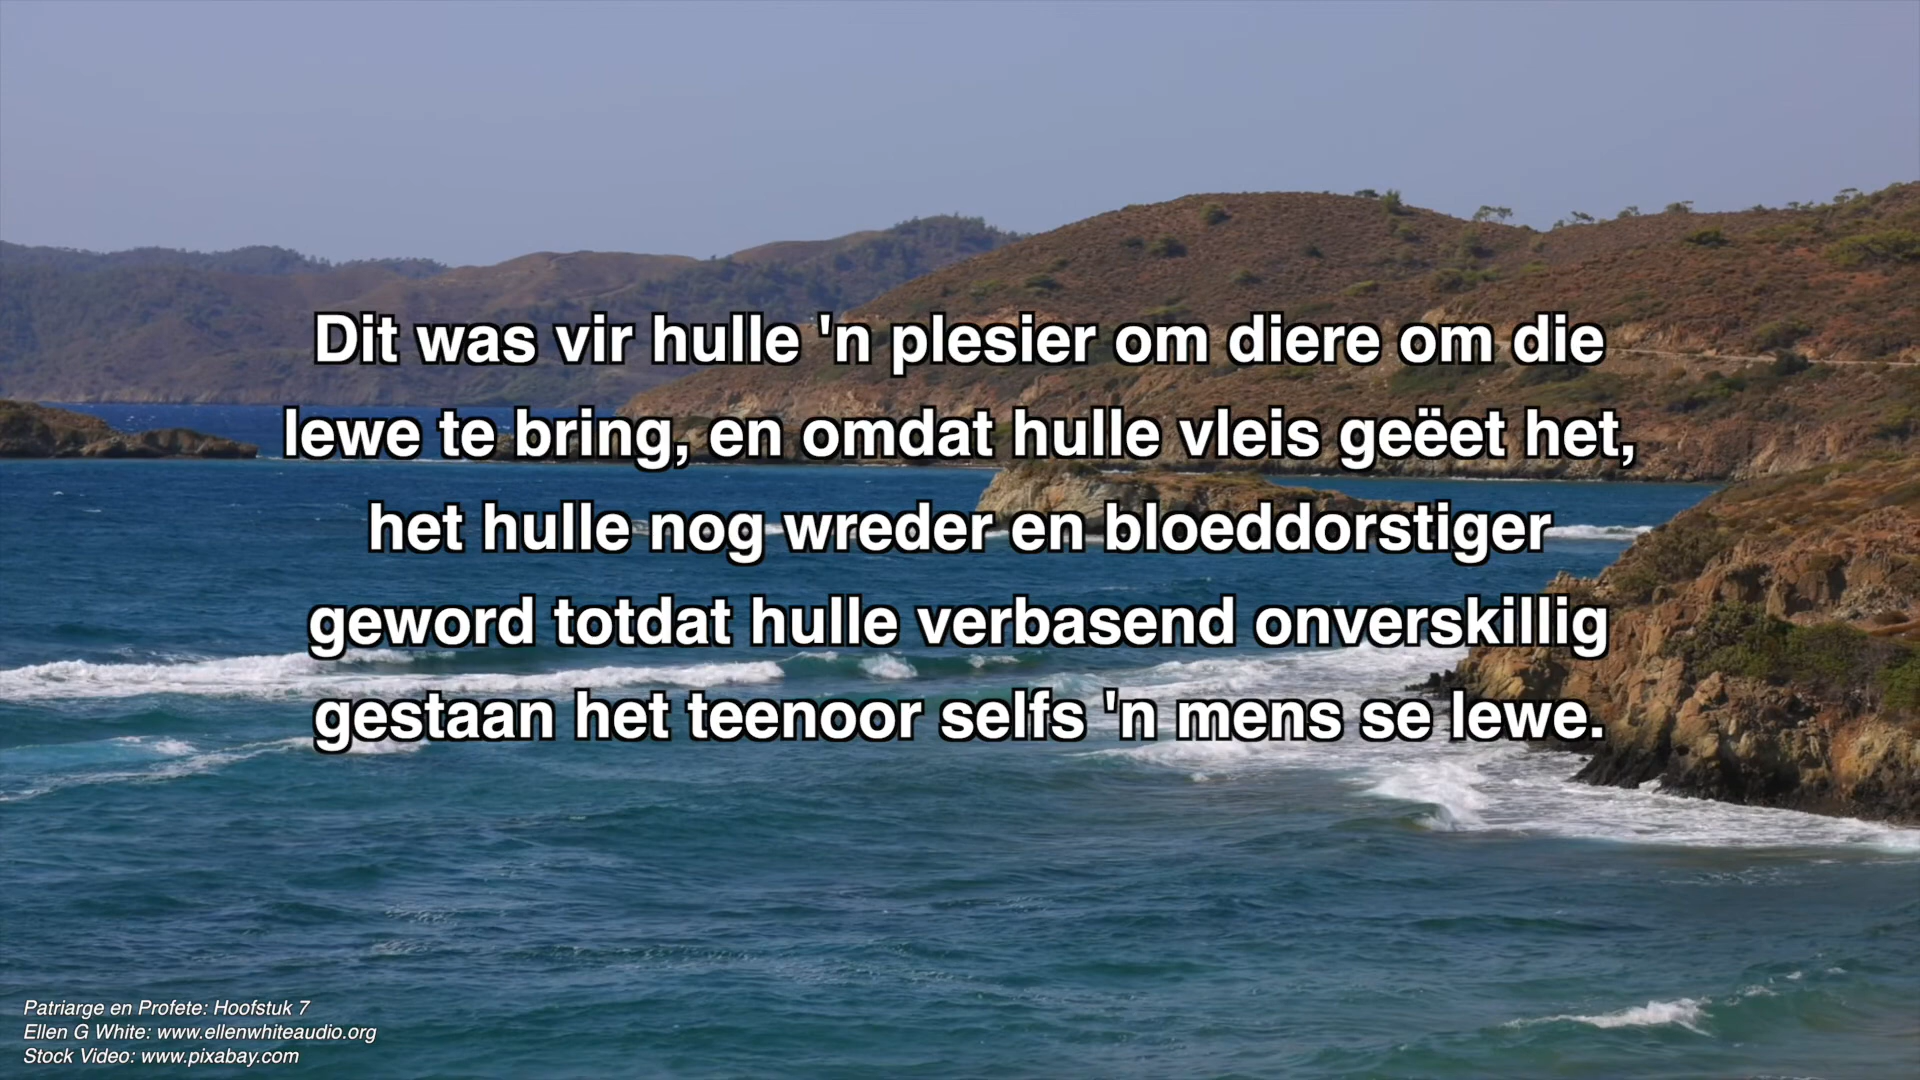 Dit was vir hulle 'n plesier om diere om die
lewe te bring, en omdat hulle vleis geëet het,
het hulle nog wreder en bloeddorstiger
geword totdat hulle verbasend onverskillig
gestaan het teenoor selfs 'n mens se lewe.
Patriarge en Profete: Hoofstuk 7
Ellen G White: www.ellenwhiteaudio.org
Stock Video: www.pixabay.com